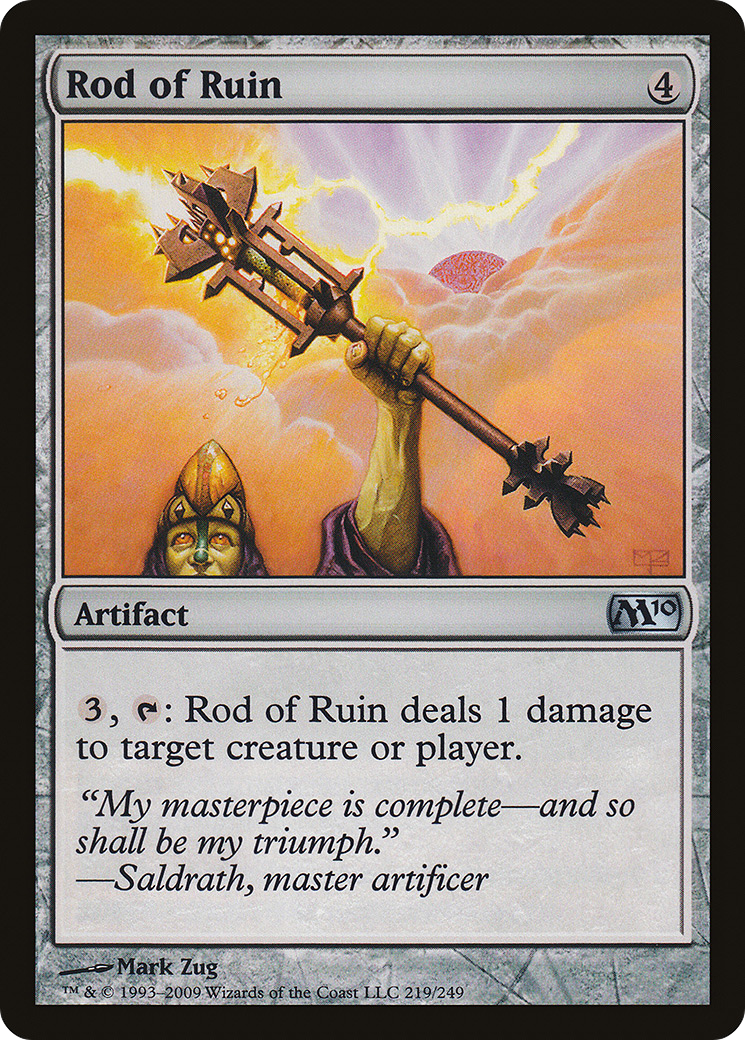 Rod of Ruin
4
Artifact
M10
3, : Rod of Ruin deals 1 damage
to target creature or player.
“My masterpiece is complete—and so
shall be my triumph.”
—Saldrath, master artificer
Mark Zug
™ & © 1993–2009 Wizards of the Coast LLC 219/249